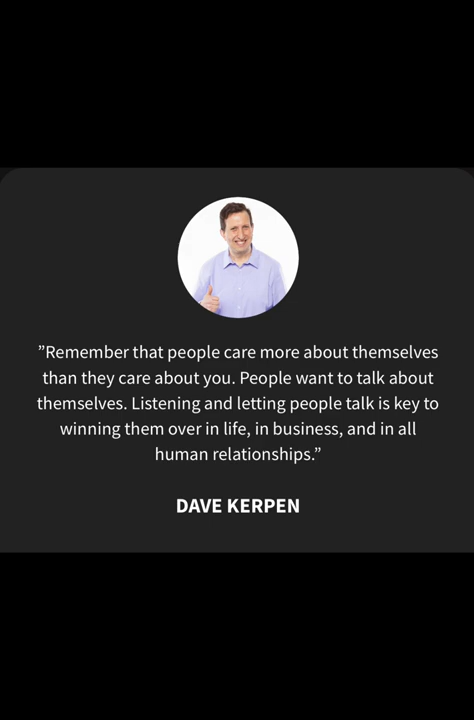 ”Remember that people care more about themselves
than they care about you. People want to talk about
themselves. Listening and letting people talk is key to
winning them over in life, in business, and in all
human relationships.”
DAVE KERPEN